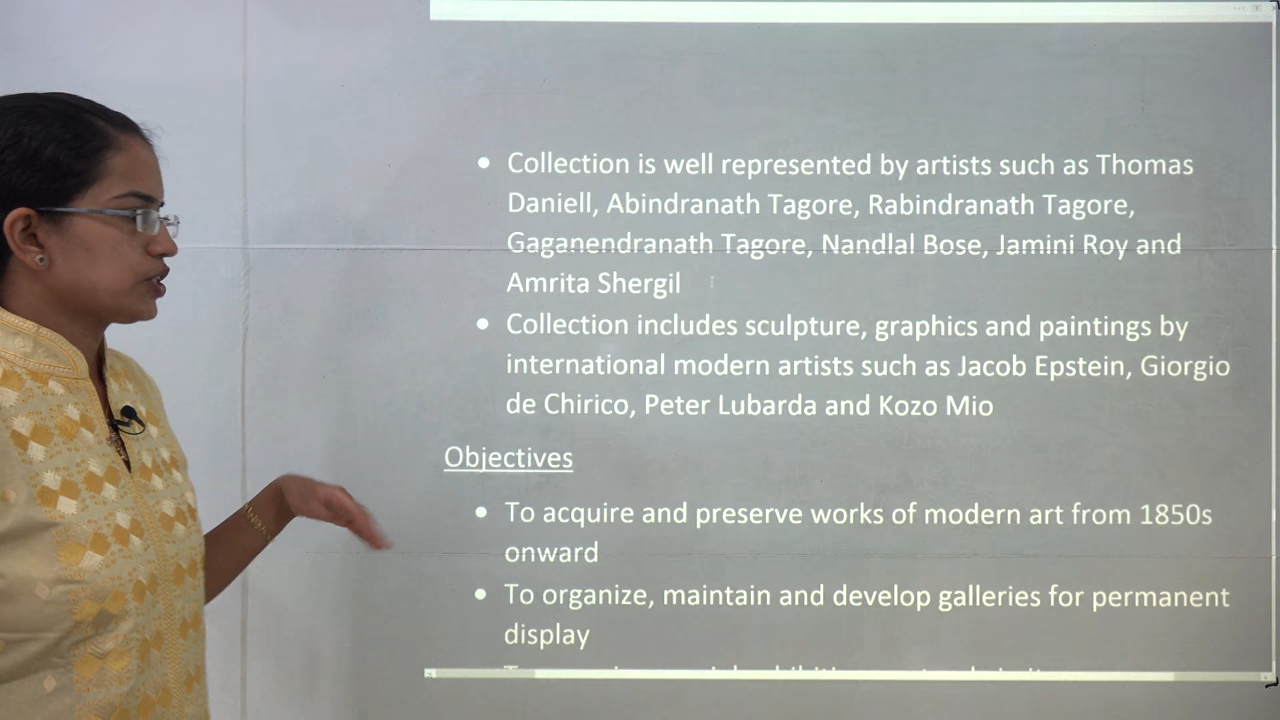 • Collection is well represented by artists such as Thomas
Daniell, Abindranath Tagore, Rabindranath Tagore,
Gaganendranath Tagore, Nandlal Bose, Jamini Roy and
Amrita Shergil
• Collection includes sculpture, graphics and paintings by
international modern artists such as Jacob Epstein, Giorgio
de Chirico, Peter Lubarda and Kozo Mio
Objectives
• To acquire and preserve works of modern art from 1850s
onward
• To organize, maintain and develop galleries for permanent
display